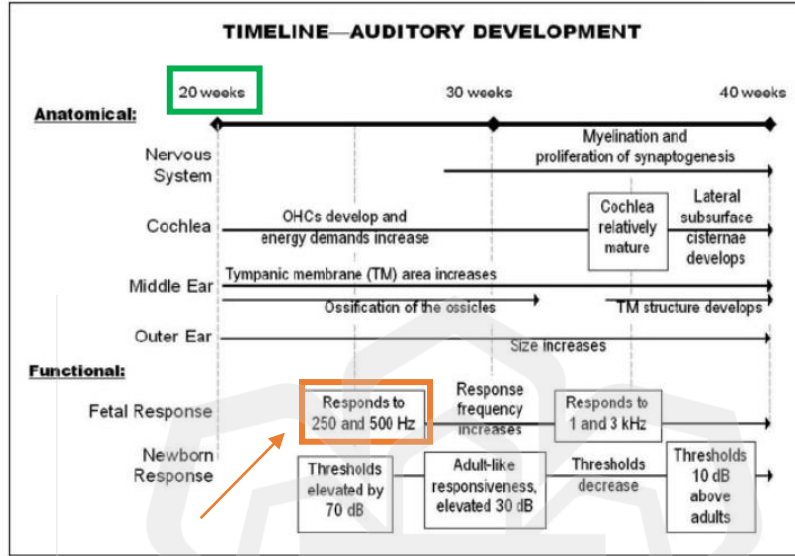 TIMELINE—AUDITORY DEVELOPMENT
20 weeks
30 weeks
40 weeks
Anatomical:
Nervous
System
Myelination and
proliferation of synaptogenesis
Cochlea
OHCs develop and
energy demands increase
Cochlea
relatively
mature
Lateral
subsurface
cisternae
develops
Middle Ear
Tympanic membrane (TM) area increases
Ossification of the ossicles
TM structure develops
Outer Ear
Size increases
Functional:
Fetal Response
Responds to
250 and 500 Hz
Response
frequency
increases
Responds to
1 and 3 kHz
Newborn
Response
Thresholds
elevated by
70 dB
Adult-like
responsiveness,
elevated 30 dB
Thresholds
decrease
Thresholds
10 dB
above
adults